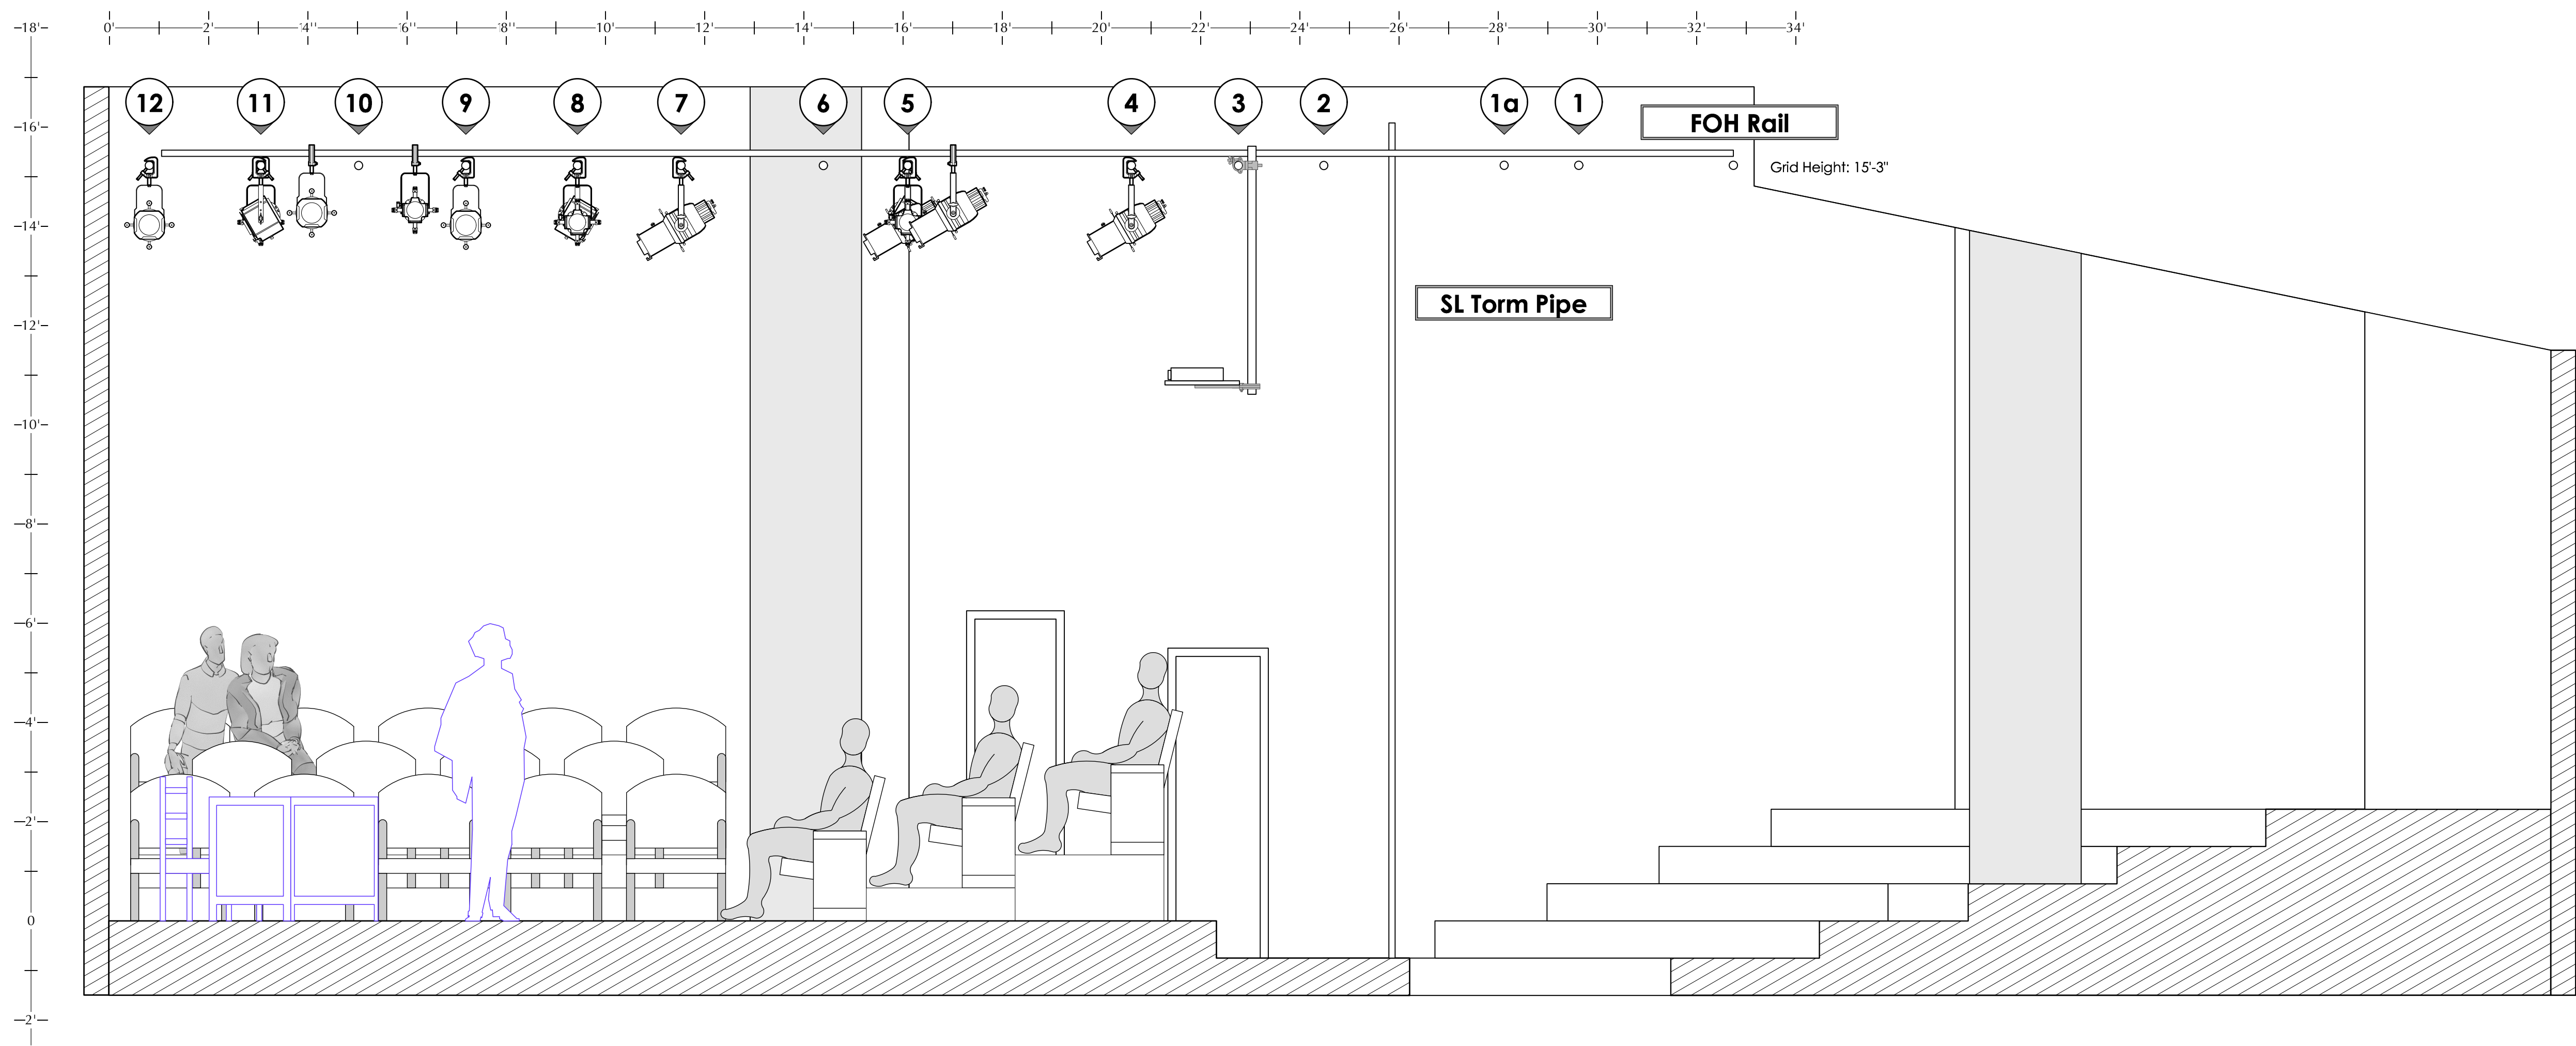 18' 0' 2' 4' 6' 8' 10' 12' 14' 16' 18' 20' 22' 24' 26' 28' 30' 32' 34'
12 11 10 9 8 7 6 5 4 3 2 1a 1
FOH Rail
16'
Grid Height: 15'-3"
14'
SL Torm Pipe
12'
10'
8'
6'
4'
2'
0
2'